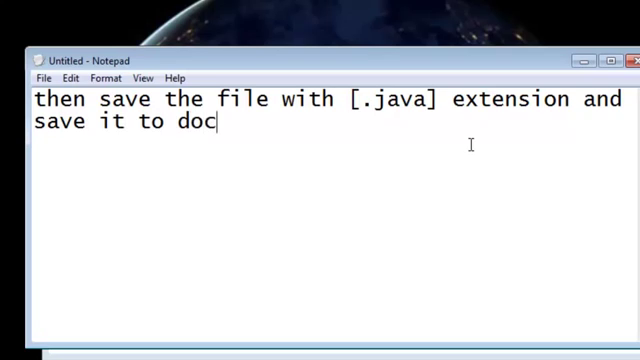 Untitled - Notepad
File Edit Format View Help
then save the file with [.java] extension and
save it to doc